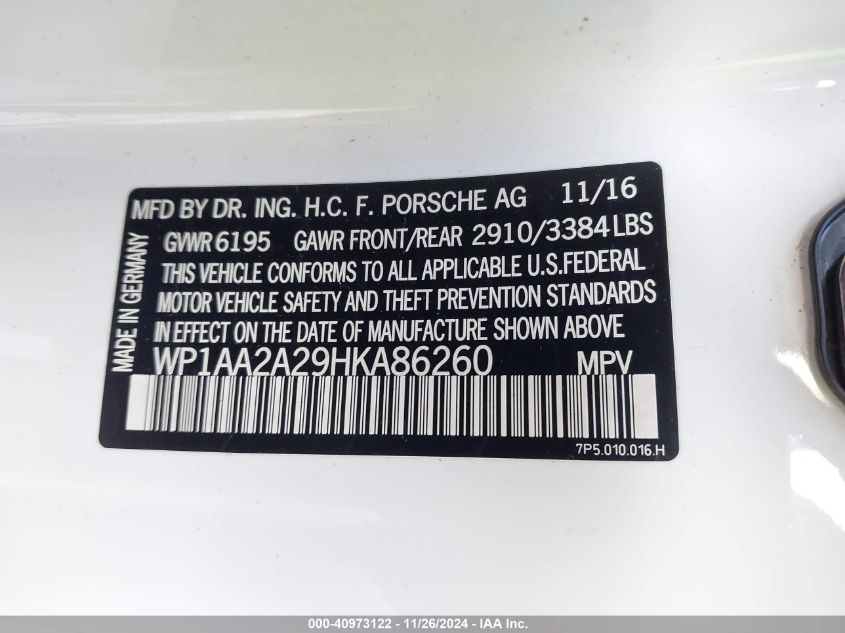 MFD BY DR. ING. H.C. F. PORSCHE AG 11/16
GVWR 6195 GAWR FRONT/REAR 2910/3384 LBS
THIS VEHICLE CONFORMS TO ALL APPLICABLE U.S. FEDERAL
MOTOR VEHICLE SAFETY AND THEFT PREVENTION STANDARDS
IN EFFECT ON THE DATE OF MANUFACTURE SHOWN ABOVE
WP1AA2A29HKA86260 MPV
7P5.010.016.H
MADE IN GERMANY
000-40973122 - 11/26/2024 - IAA Inc.